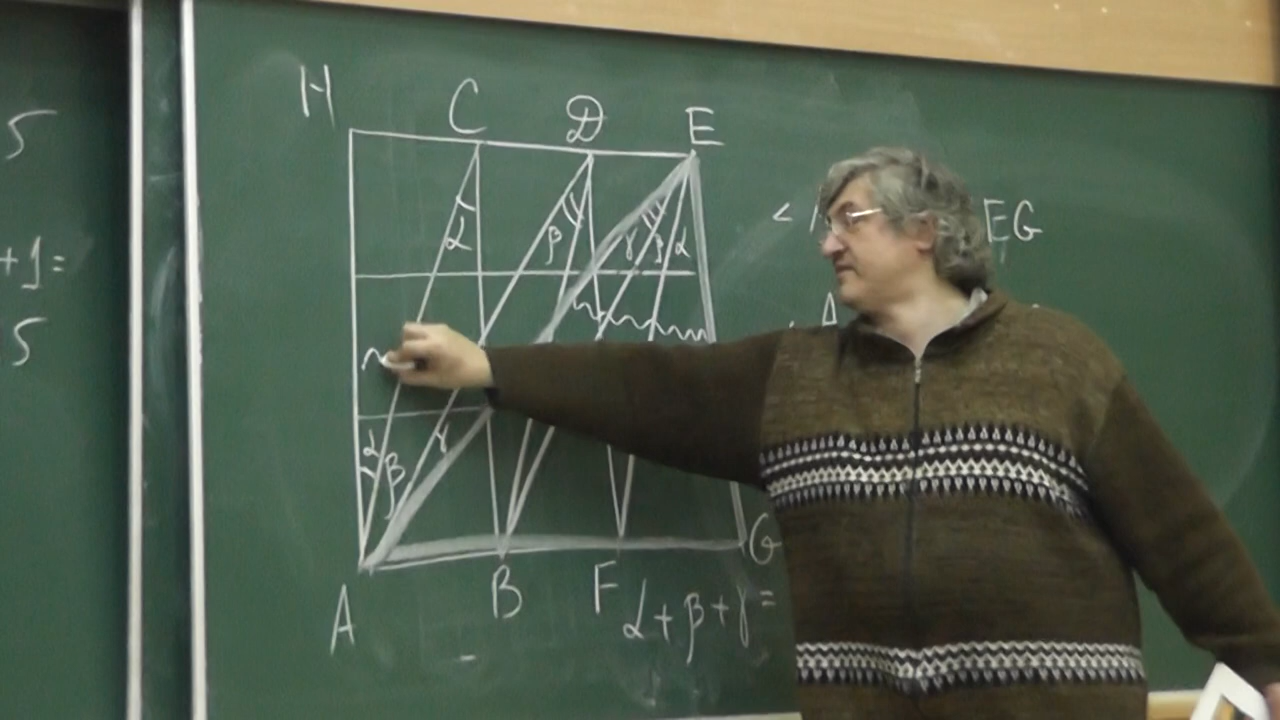 5
+1=
5
H C D E
α β γ β α
< EG
A
α β γ
G
A B F
α+β+γ=